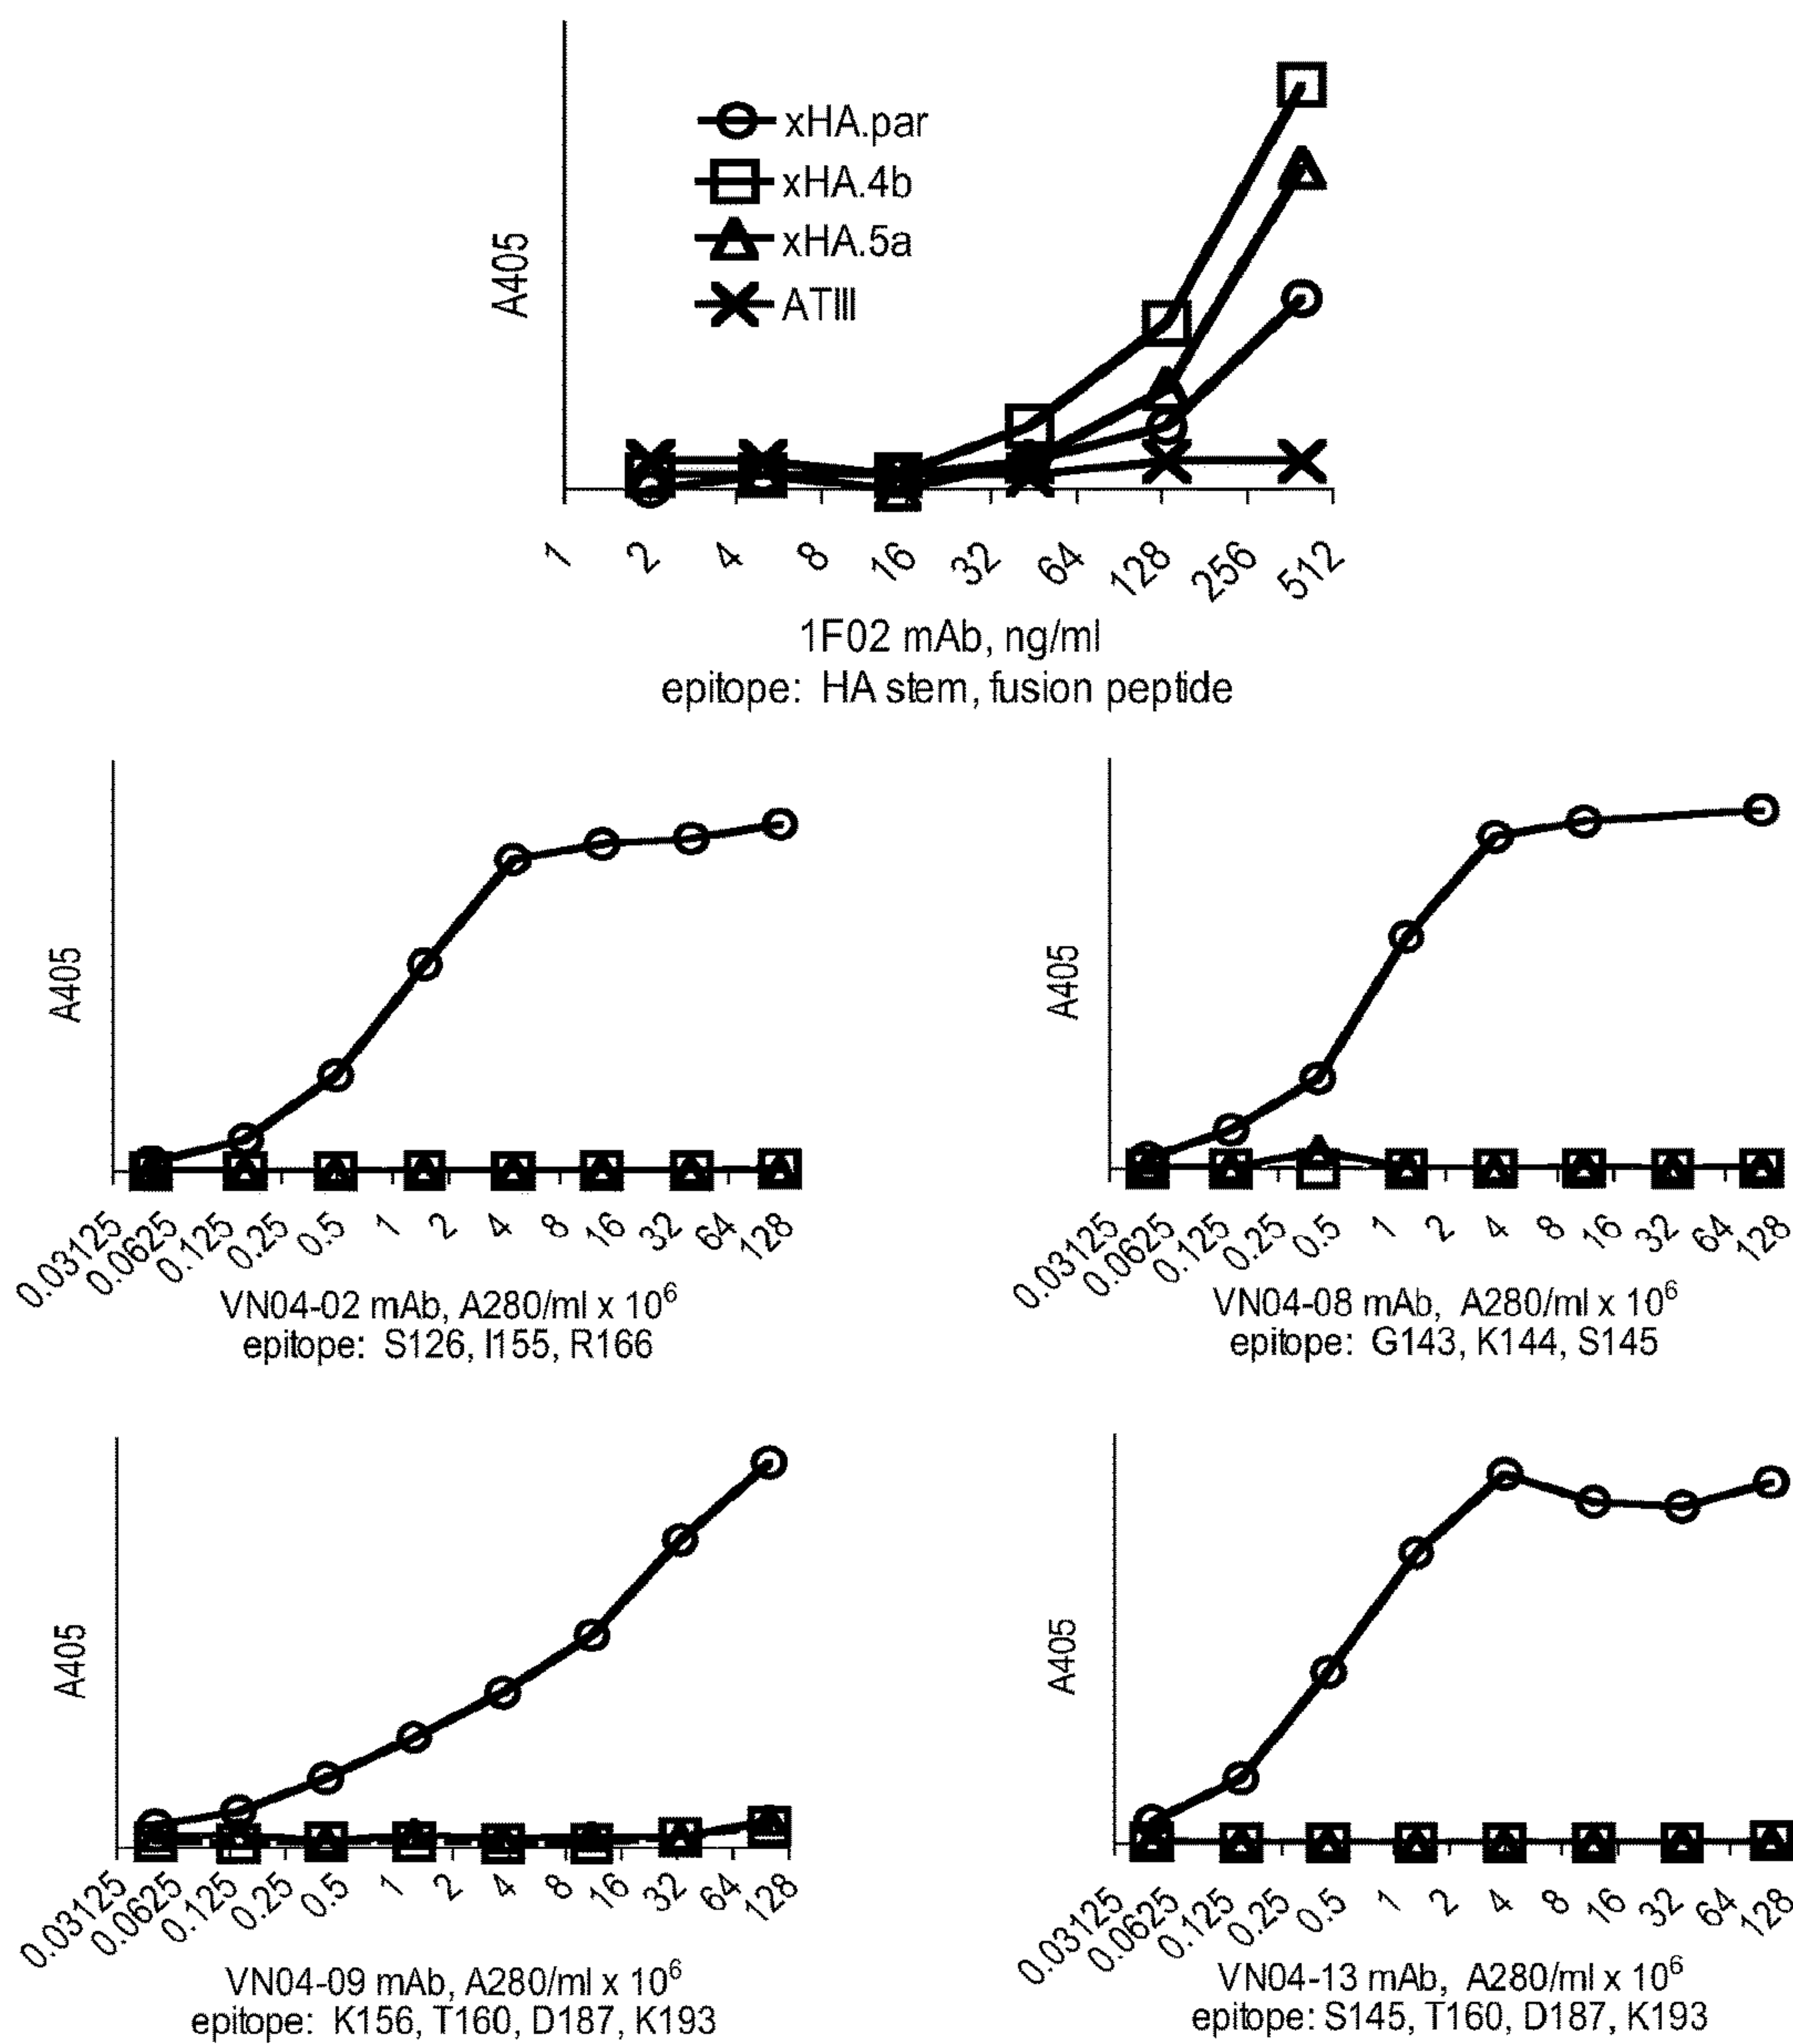 xHA.par
xHA.4b
xHA.5a
ATIII
A405
1 2 4 8 16 32 64 128 256 512
1F02 mAb, ng/ml
epitope: HA stem, fusion peptide
A405
0.03125 0.0625 0.125 0.25 0.5 1 2 4 8 16 32 64 128
VN04-02 mAb, A280/ml x 10⁶
epitope: S126, I155, R166
A405
0.03125 0.0625 0.125 0.25 0.5 1 2 4 8 16 32 64 128
VN04-08 mAb, A280/ml x 10⁶
epitope: G143, K144, S145
A405
0.03125 0.0625 0.125 0.25 0.5 1 2 4 8 16 32 64 128
VN04-09 mAb, A280/ml x 10⁶
epitope: K156, T160, D187, K193
A405
0.03125 0.0625 0.125 0.25 0.5 1 2 4 8 16 32 64 128
VN04-13 mAb, A280/ml x 10⁶
epitope: S145, T160, D187, K193